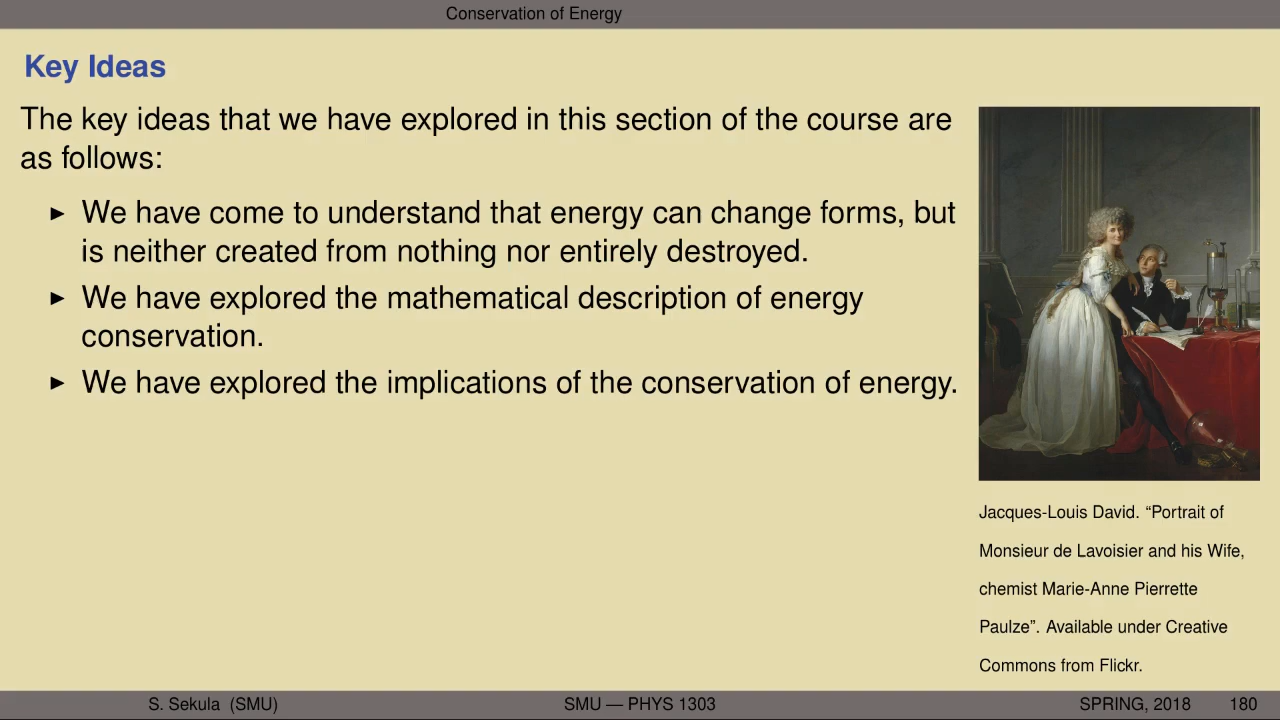 Conservation of Energy
Key Ideas
The key ideas that we have explored in this section of the course are
as follows:
▶ We have come to understand that energy can change forms, but
is neither created from nothing nor entirely destroyed.
▶ We have explored the mathematical description of energy
conservation.
▶ We have explored the implications of the conservation of energy.
Jacques-Louis David. “Portrait of
Monsieur de Lavoisier and his Wife,
chemist Marie-Anne Pierrette
Paulze”. Available under Creative
Commons from Flickr.
S. Sekula (SMU) SMU — PHYS 1303 SPRING, 2018 180